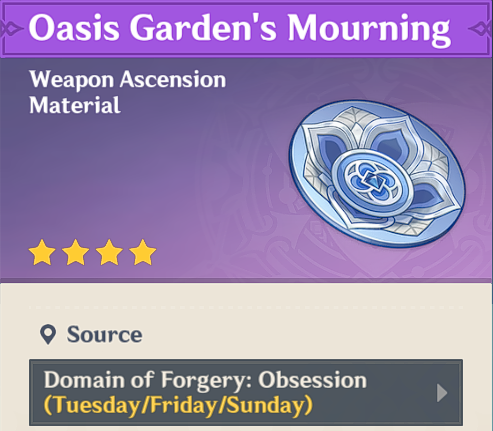 Oasis Garden's Mourning
Weapon Ascension
Material
Source
Domain of Forgery: Obsession
(Tuesday/Friday/Sunday)